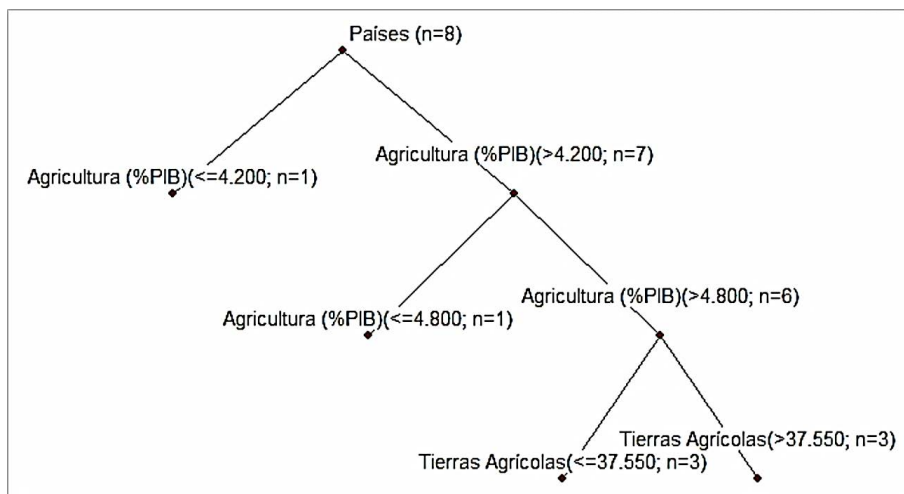 Países (n=8)
Agricultura (%PIB)(>4.200; n=7)
Agricultura (%PIB)(<=4.200; n=1)
Agricultura (%PIB)(>4.800; n=6)
Agricultura (%PIB)(<=4.800; n=1)
Tierras Agrícolas(>37.550; n=3)
Tierras Agrícolas(<=37.550; n=3)